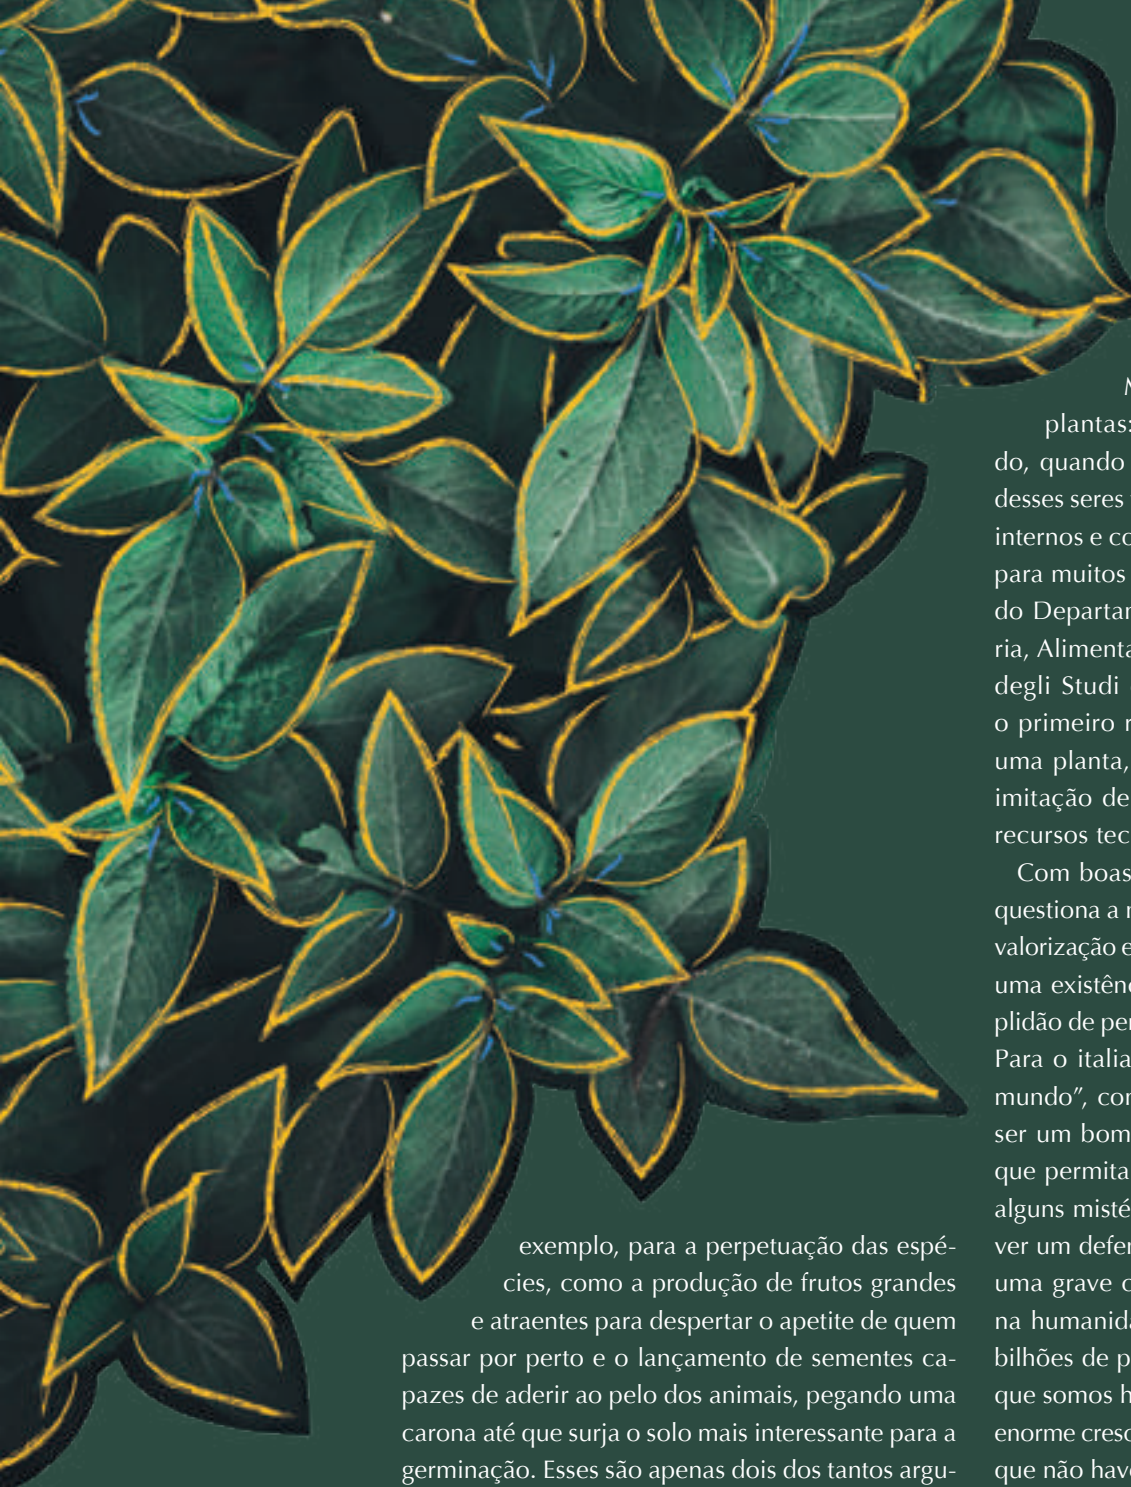 exemplo, para a perpetuação das espé-
cies, como a produção de frutos grandes
e atraentes para despertar o apetite de quem
passar por perto e o lançamento de sementes ca-
pazes de aderir ao pelo dos animais, pegando uma
carona até que surja o solo mais interessante para a
germinação. Esses são apenas dois dos tantos argu-
plantas:
do, quando
desses seres
internos e co
para muitos
do Departar
ria, Alimenta
degli Studi
o primeiro r
uma planta,
imitação de
recursos tec
Com boas
questiona a
valorização e
uma existên
plidão de per
Para o italia
mundo”, con
ser um bom
que permita
alguns misté
ver um defen
uma grave c
na humanida
bilhões de p
que somos h
enorme cresc
que não have